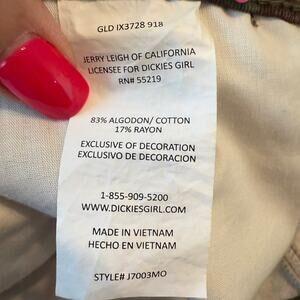 GLD IX3728 918
JERRY LEIGH OF CALIFORNIA
LICENSEE FOR DICKIES GIRL
RN# 55219
83% ALGODON/ COTTON
17% RAYON
EXCLUSIVE OF DECORATION
EXCLUSIVO DE DECORACION
1-855-909-5200
WWW.DICKIESGIRL.COM
MADE IN VIETNAM
HECHO EN VIETNAM
STYLE# J7003MO